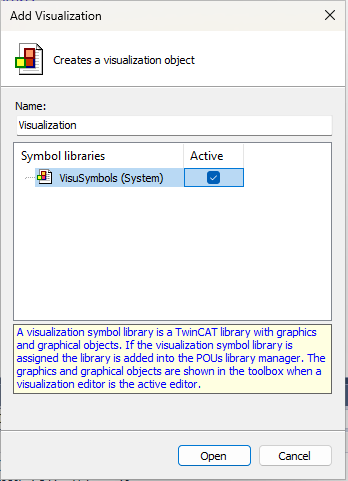 Add Visualization
Creates a visualization object
Name:
Visualization
Symbol libraries Active
VisuSymbols (System)
A visualization symbol library is a TwinCAT library with graphics
and graphical objects. If the visualization symbol library is
assigned the library is added into the POUs library manager. The
graphics and graphical objects are shown in the toolbox when a
visualization editor is the active editor.
Open Cancel